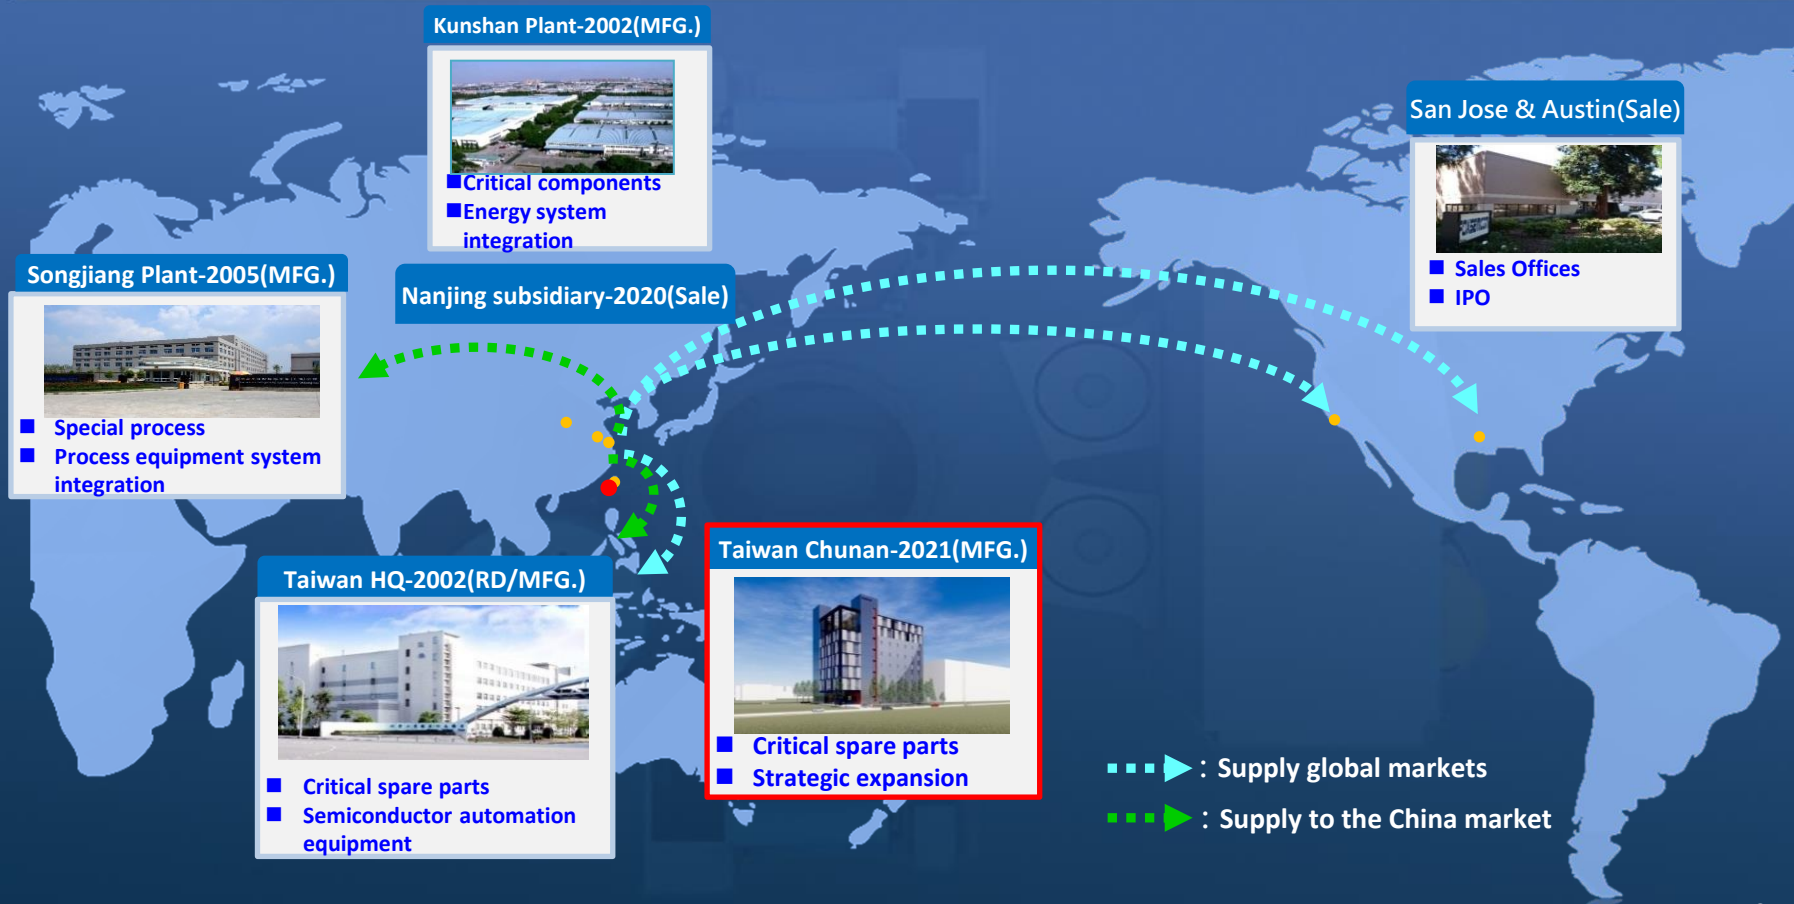 Kunshan Plant-2002(MFG.)
■Critical components
■Energy system
integration
San Jose & Austin(Sale)
■ Sales Offices
■ IPO
Songjiang Plant-2005(MFG.)
■ Special process
■ Process equipment system
integration
Nanjing subsidiary-2020(Sale)
Taiwan HQ-2002(RD/MFG.)
■ Critical spare parts
■ Semiconductor automation
equipment
Taiwan Chunan-2021(MFG.)
■ Critical spare parts
■ Strategic expansion
: Supply global markets
: Supply to the China market